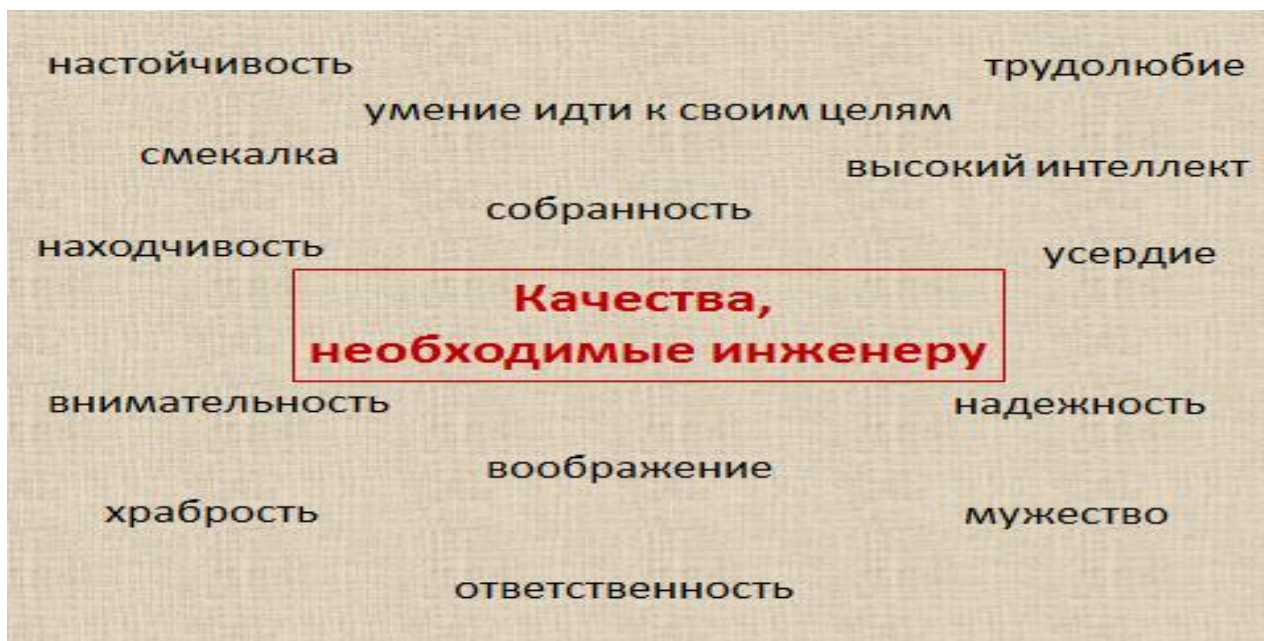 настойчивость
трудолюбие
умение идти к своим целям
смекалка
высокий интеллект
собранность
находчивость
усердие
Качества,
необходимые инженеру
внимательность
надежность
воображение
храбрость
мужество
ответственность